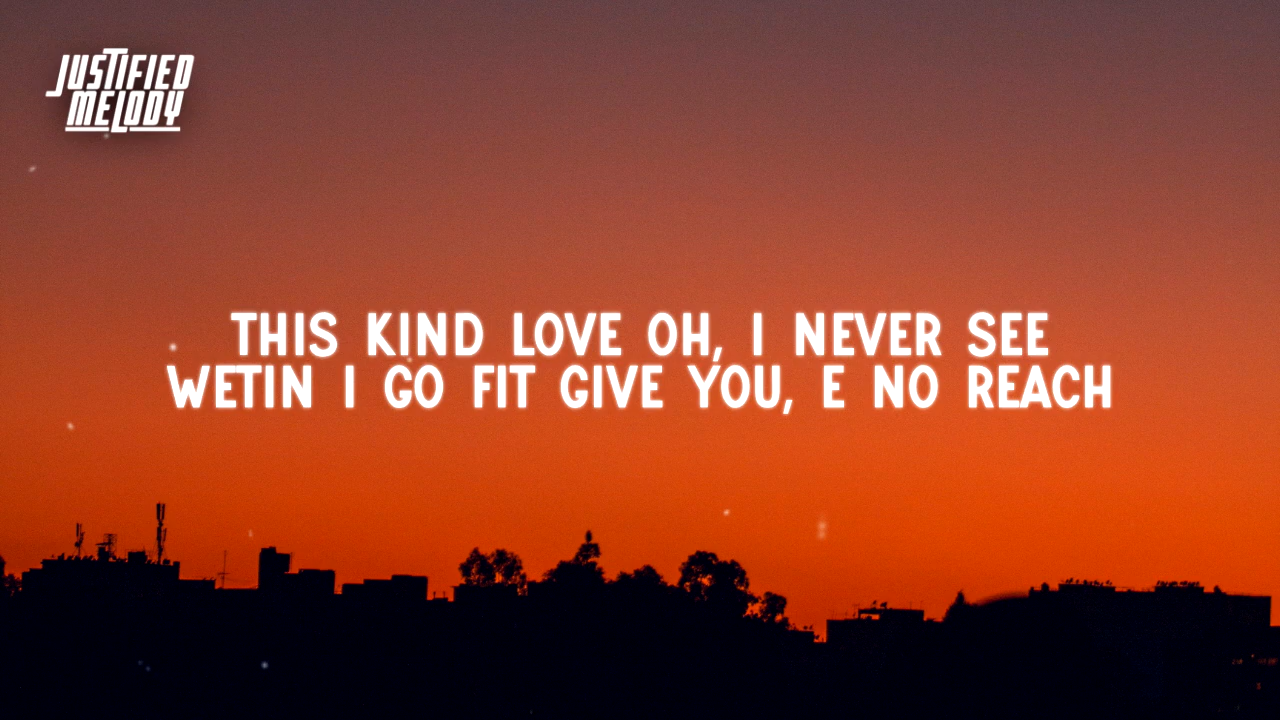 JUSTIFIED
MELODY
THIS KIND LOVE OH, I NEVER SEE
WETIN I GO FIT GIVE YOU, E NO REACH